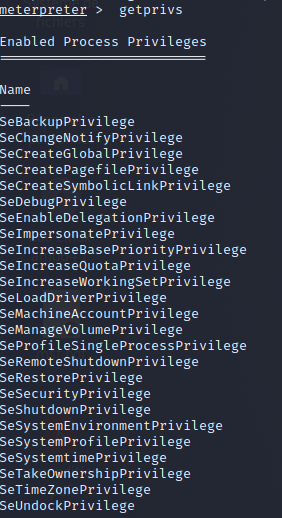 meterpreter >  getprivs
Enabled Process Privileges
==========================
Name
----
SeBackupPrivilege
SeChangeNotifyPrivilege
SeCreateGlobalPrivilege
SeCreatePagefilePrivilege
SeCreateSymbolicLinkPrivilege
SeDebugPrivilege
SeEnableDelegationPrivilege
SeImpersonatePrivilege
SeIncreaseBasePriorityPrivilege
SeIncreaseQuotaPrivilege
SeIncreaseWorkingSetPrivilege
SeLoadDriverPrivilege
SeMachineAccountPrivilege
SeManageVolumePrivilege
SeProfileSingleProcessPrivilege
SeRemoteShutdownPrivilege
SeRestorePrivilege
SeSecurityPrivilege
SeShutdownPrivilege
SeSystemEnvironmentPrivilege
SeSystemProfilePrivilege
SeSystemtimePrivilege
SeTakeOwnershipPrivilege
SeTimeZonePrivilege
SeUndockPrivilege